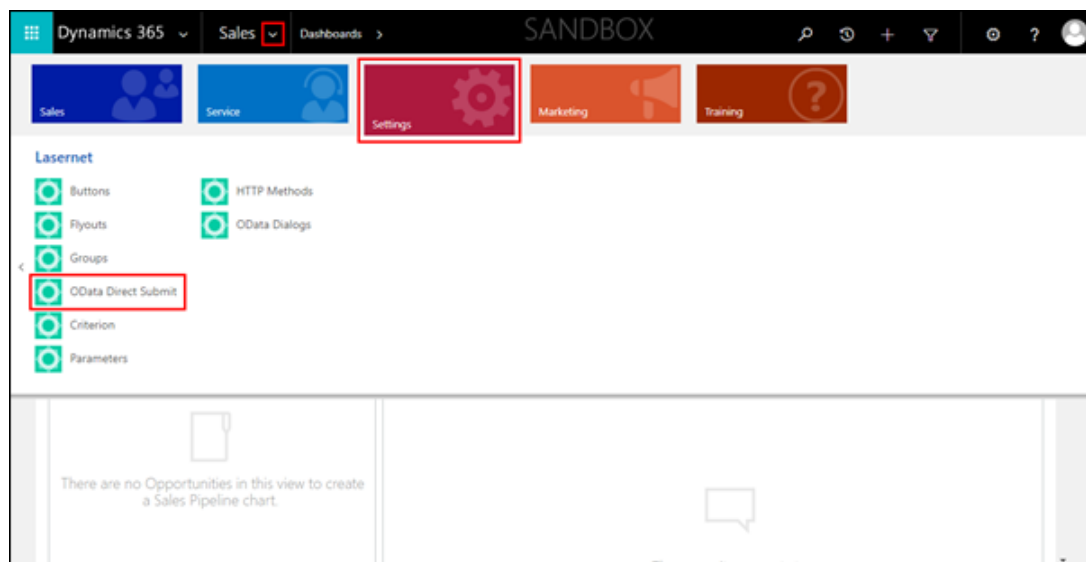 Dynamics 365 Sales Dashboards SANDBOX
Sales Service Settings Marketing Training
Lasernet
Buttons HTTP Methods
Flyouts OData Dialogs
Groups
OData Direct Submit
Criterion
Parameters
There are no Opportunities in this view to create
a Sales Pipeline chart.